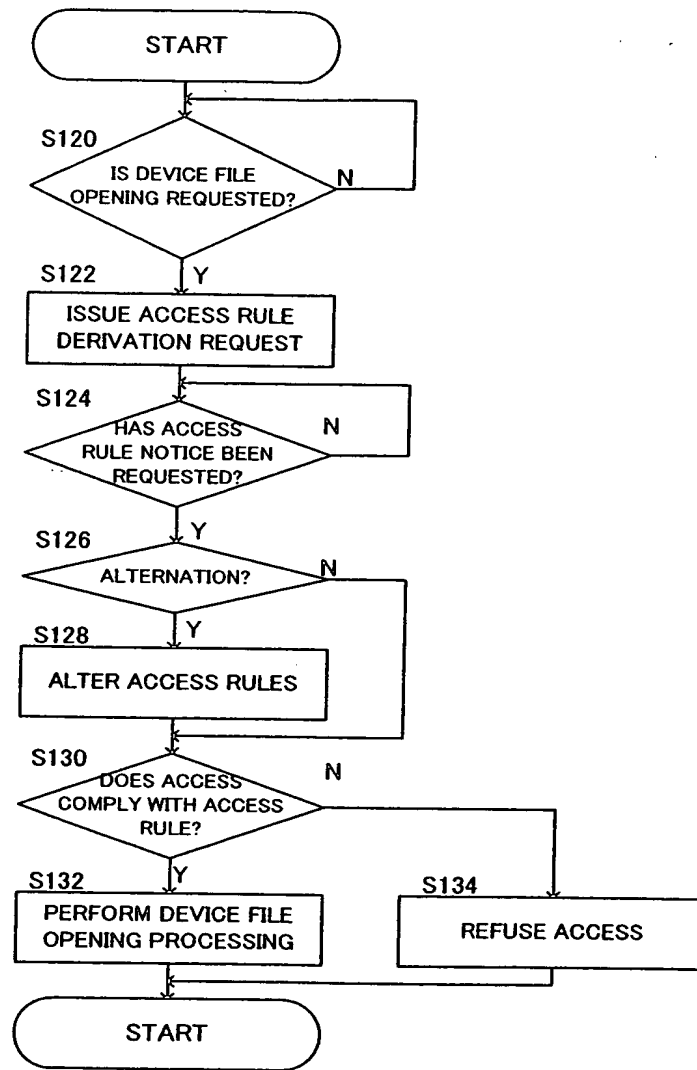 START
S120
IS DEVICE FILE
OPENING REQUESTED?
N
S122
Y
ISSUE ACCESS RULE
DERIVATION REQUEST
S124
HAS ACCESS
RULE NOTICE BEEN
REQUESTED?
N
Y
S126
ALTERNATION?
N
S128
Y
ALTER ACCESS RULES
S130
DOES ACCESS
COMPLY WITH ACCESS
RULE?
N
S132
Y
S134
PERFORM DEVICE FILE
OPENING PROCESSING
REFUSE ACCESS
START